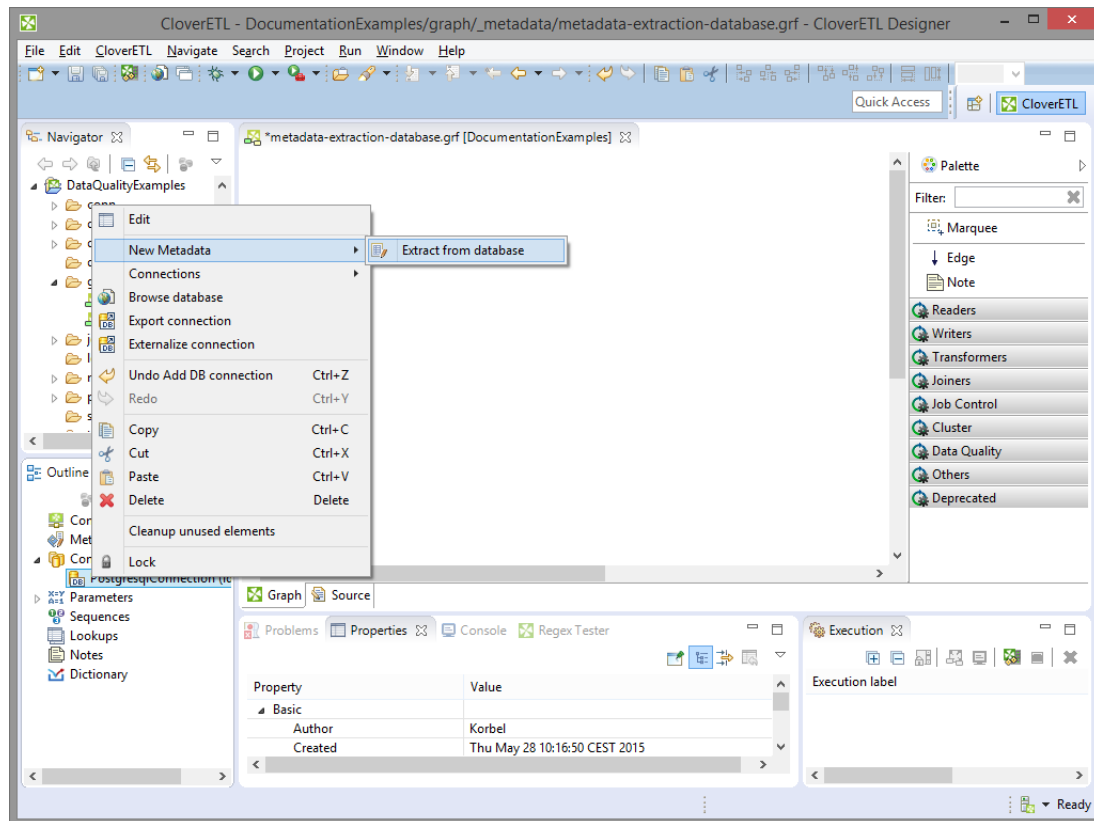 CloverETL - DocumentationExamples/graph/_metadata/metadata-extraction-database.grf - CloverETL Designer
File Edit CloverETL Navigate Search Project Run Window Help
Quick Access
CloverETL
Navigator
DataQualityExamples
*metadata-extraction-database.grf [DocumentationExamples]
Edit
New Metadata
Extract from database
Connections
Browse database
Export connection
Externalize connection
Undo Add DB connection Ctrl+Z
Redo Ctrl+Y
Copy Ctrl+C
Cut Ctrl+X
Paste Ctrl+V
Delete Delete
Cleanup unused elements
Lock
Palette
Filter:
Marquee
Edge
Note
Readers
Writers
Transformers
Joiners
Job Control
Cluster
Data Quality
Others
Deprecated
Outline
Con
Met
Con
PostgresqlConnection (Ic
Parameters
Sequences
Lookups
Notes
Dictionary
Graph Source
Problems Properties Console Regex Tester
Property Value
Basic
Author Korbel
Created Thu May 28 10:16:50 CEST 2015
Execution
Execution label
Ready